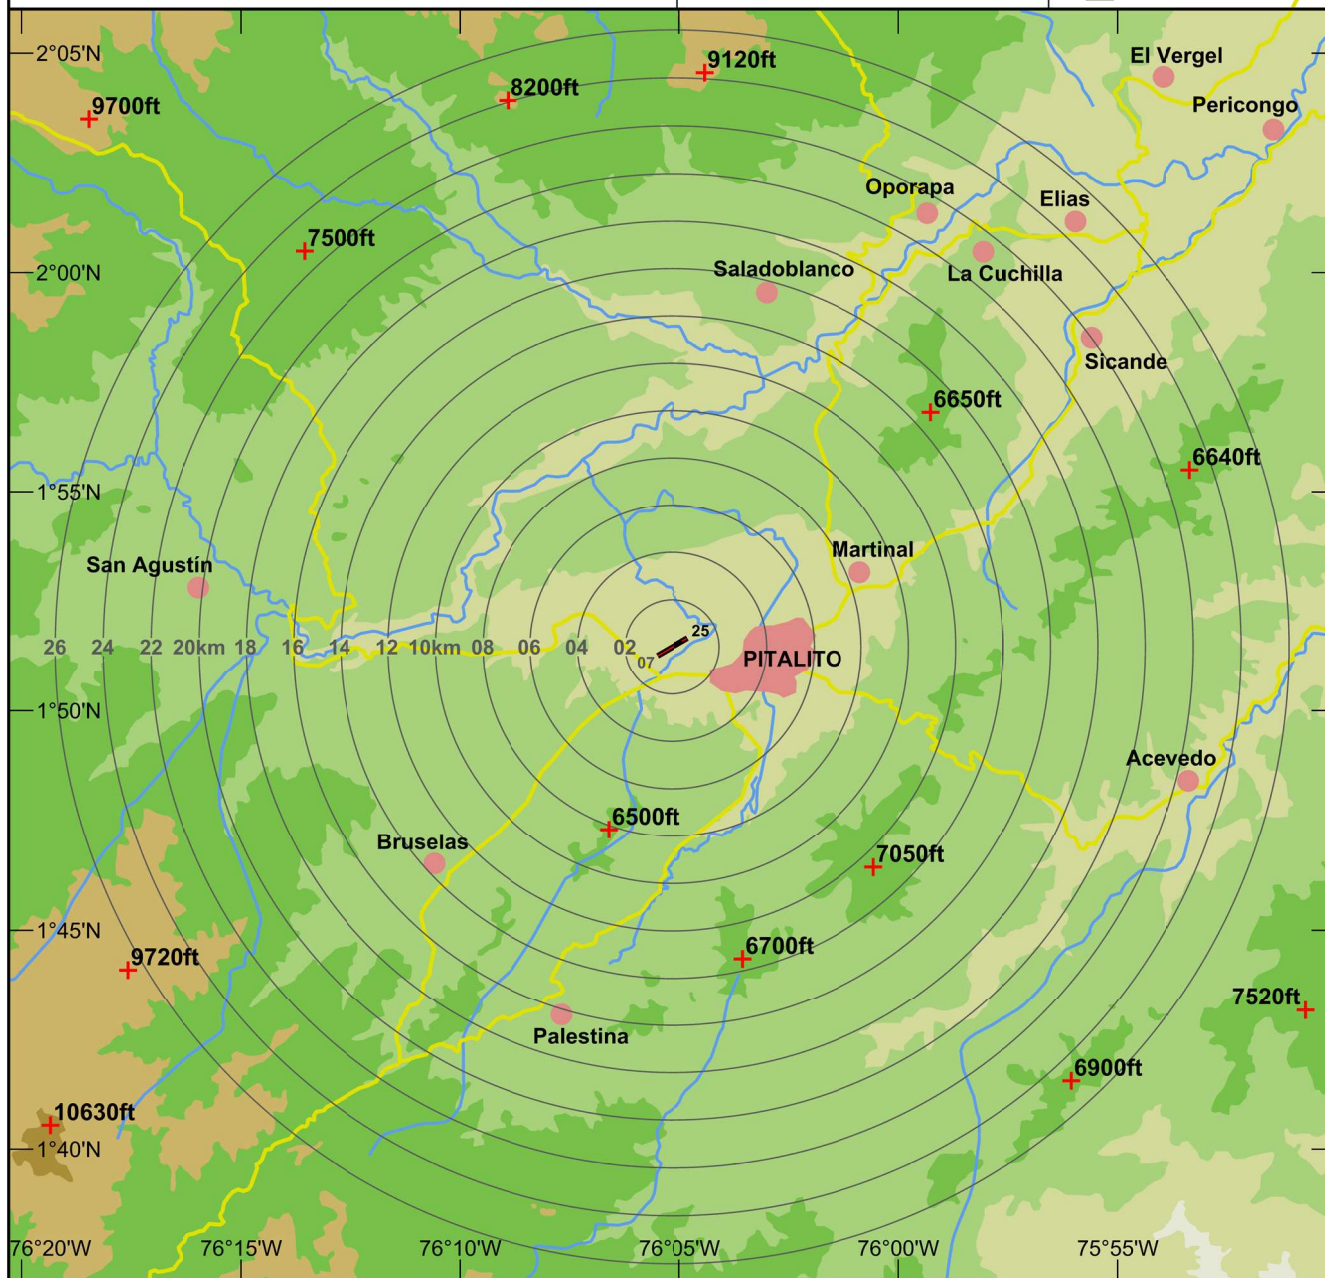 El Vergel
2°05'N
9120ft
8200ft
9700ft
Pericongo
Oporapa
Elias
7500ft
2°00'N
Saladoblanco
La Cuchilla
Sicande
6650ft
6640ft
1°55'N
Martinal
San Agustín
25
26 24 22 20km 18 16 14 12 10km 08 06 04 02
07
PITALITO
1°50'N
Acevedo
6500ft
Bruselas
7050ft
1°45'N
6700ft
9720ft
7520ft
Palestina
6900ft
10630ft
1°40'N
76°20'W 76°15'W 76°10'W 76°05'W 76°00'W 75°55'W